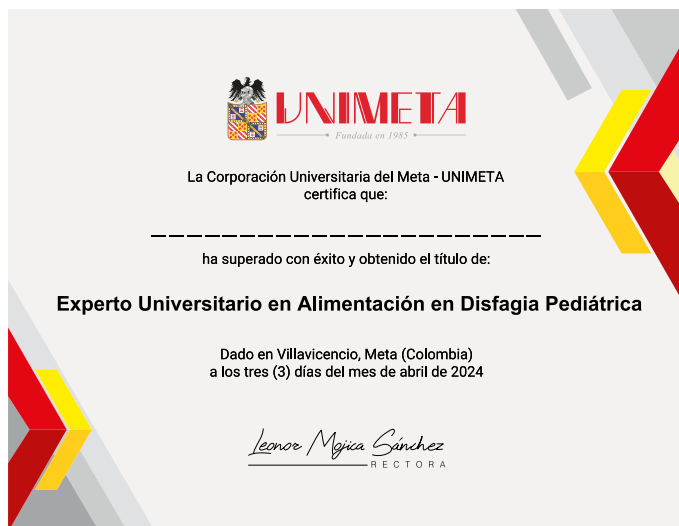 UNIMETA
Fundada en 1985
La Corporación Universitaria del Meta - UNIMETA
certifica que:
ha superado con éxito y obtenido el título de:
Experto Universitario en Alimentación en Disfagia Pediátrica
Dado en Villavicencio, Meta (Colombia)
a los tres (3) días del mes de abril de 2024
Leonor Mojica Sánchez
RECTORA